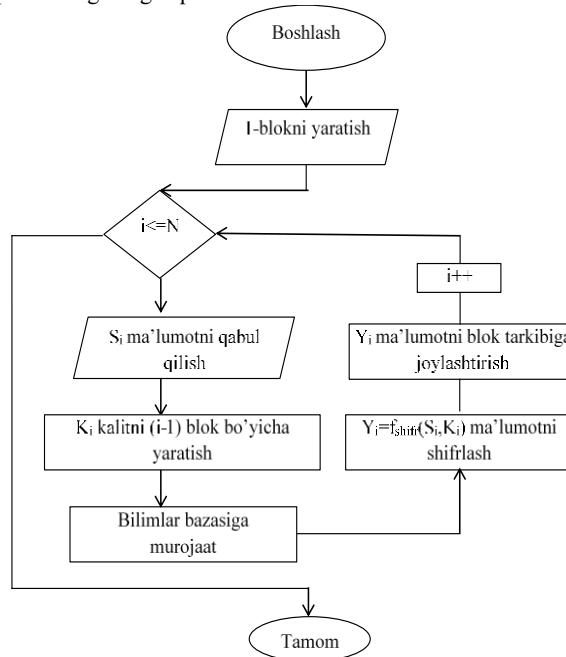 Boshlash
I-blokni yaratish
i<=N
i++
Si ma'lumotni qabul
qilish
Yi ma'lumotni blok tarkibiga
joylashtirish
Ki kalitni (i-1) blok bo'yicha
yaratish
Yi=fshifr(Si,Ki) ma'lumotni
shifrlash
Bilimlar bazasiga
murojaat
Tamom